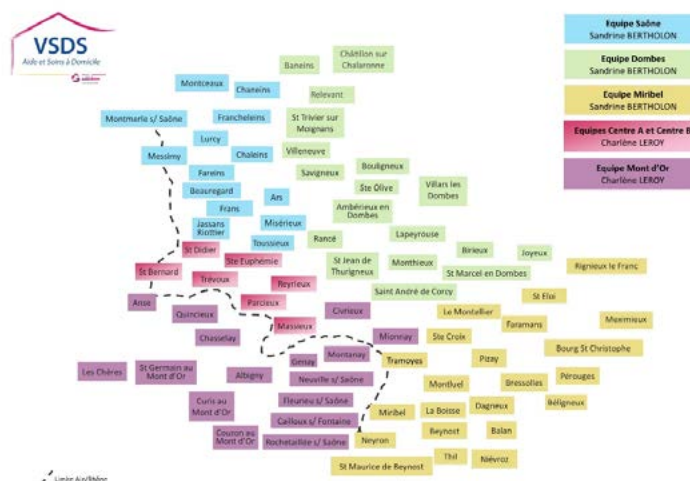 VSDS
Aide et Soins à Domicile
Equipe Saône
Sandrine BERTHOLON
Equipe Dombes
Sandrine BERTHOLON
Equipe Miribel
Sandrine BERTHOLON
Equipes Centre A et Centre B
Charlène LEROY
Equipe Mont d'Or
Charlène LEROY
Châtillon sur
Chalaronne
Baneins
Montceaux
Chaneins
Relevant
Montmerle s/ Saône
Francheleins
St Trivier sur
Moignans
Lurcy
Messimy
Chaleins
Villeneuve
Bouligneux
Fareins
Savigneux
Ste Olive
Villars les
Dombes
Beauregard
Ars
Frans
Ambérieux en
Dombes
Jassans
Riottier
Misérieux
Lapeyrouse
Toussieux
Rancé
St Didier
Birieux
Joyeux
Ste Euphémie
St Jean de
Thurigneux
Monthieux
St Bernard
St Marcel en Dombes
Rignieux le Franc
Trévoux
Reyrieux
Saint André de Corcy
St Eloi
Anse
Parcieux
Civrieux
Le Montellier
Quincieux
Massieux
Faramans
Meximieux
Chasselay
Mionnay
Ste Croix
Bourg St Christophe
Genay
Montanay
Tramoyes
Pizay
Les Chères
St Germain au
Mont d'Or
Albigny
Neuville s/ Saône
Montluel
Bressolles
Pérouges
Curis au
Mont d'Or
Fleurieu s/ Saône
Miribel
La Boisse
Dagneux
Béligneux
Cailloux s/ Fontaine
Beynost
Balan
Couzon au
Mont d'Or
Rochetaillée s/ Saône
Neyron
Thil
Niévroz
St Maurice de Beynost
Limite Ain/Rhône